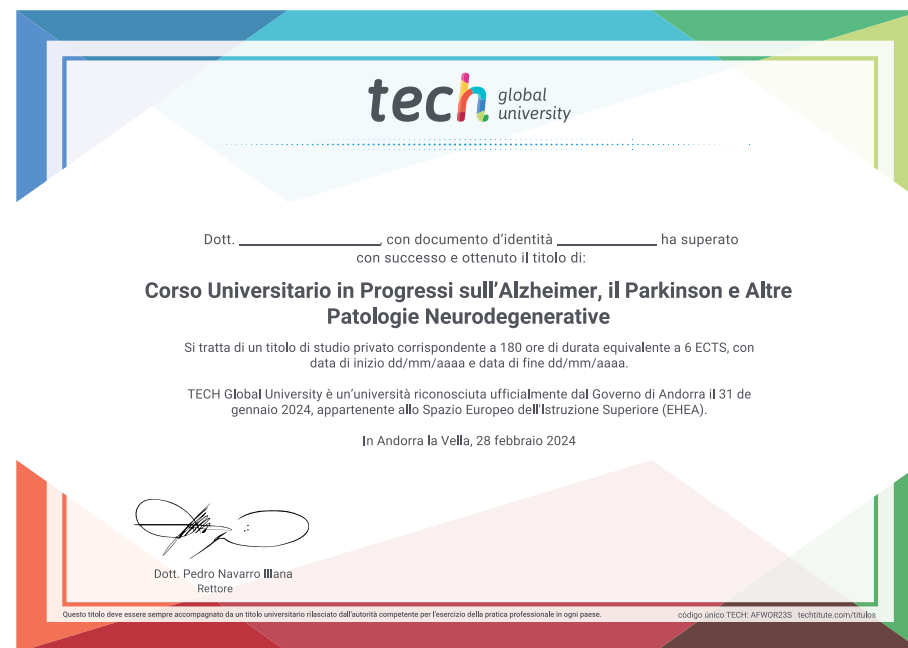 tech global university
Dott. ____________________, con documento d'identità ______________ ha superato
con successo e ottenuto il titolo di:
Corso Universitario in Progressi sull'Alzheimer, il Parkinson e Altre
Patologie Neurodegenerative
Si tratta di un titolo di studio privato corrispondente a 180 ore di durata equivalente a 6 ECTS, con
data di inizio dd/mm/aaaa e data di fine dd/mm/aaaa.
TECH Global University è un'università riconosciuta ufficialmente dal Governo di Andorra il 31 de
gennaio 2024, appartenente allo Spazio Europeo dell'Istruzione Superiore (EHEA).
In Andorra la Vella, 28 febbraio 2024
Dott. Pedro Navarro Illana
Rettore
Questo titolo deve essere sempre accompagnato da un titolo universitario rilasciato dall'autorità competente per l'esercizio della pratica professionale in ogni paese.
código único TECH: AFWOR23S techtitute.com/titulos